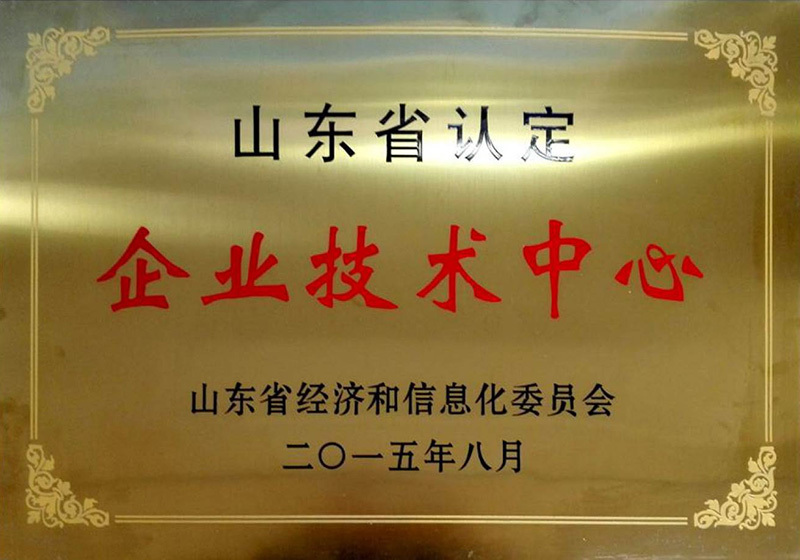 山东省认定
企业技术中心
山东省经济和信息化委员会
二〇一五年八月